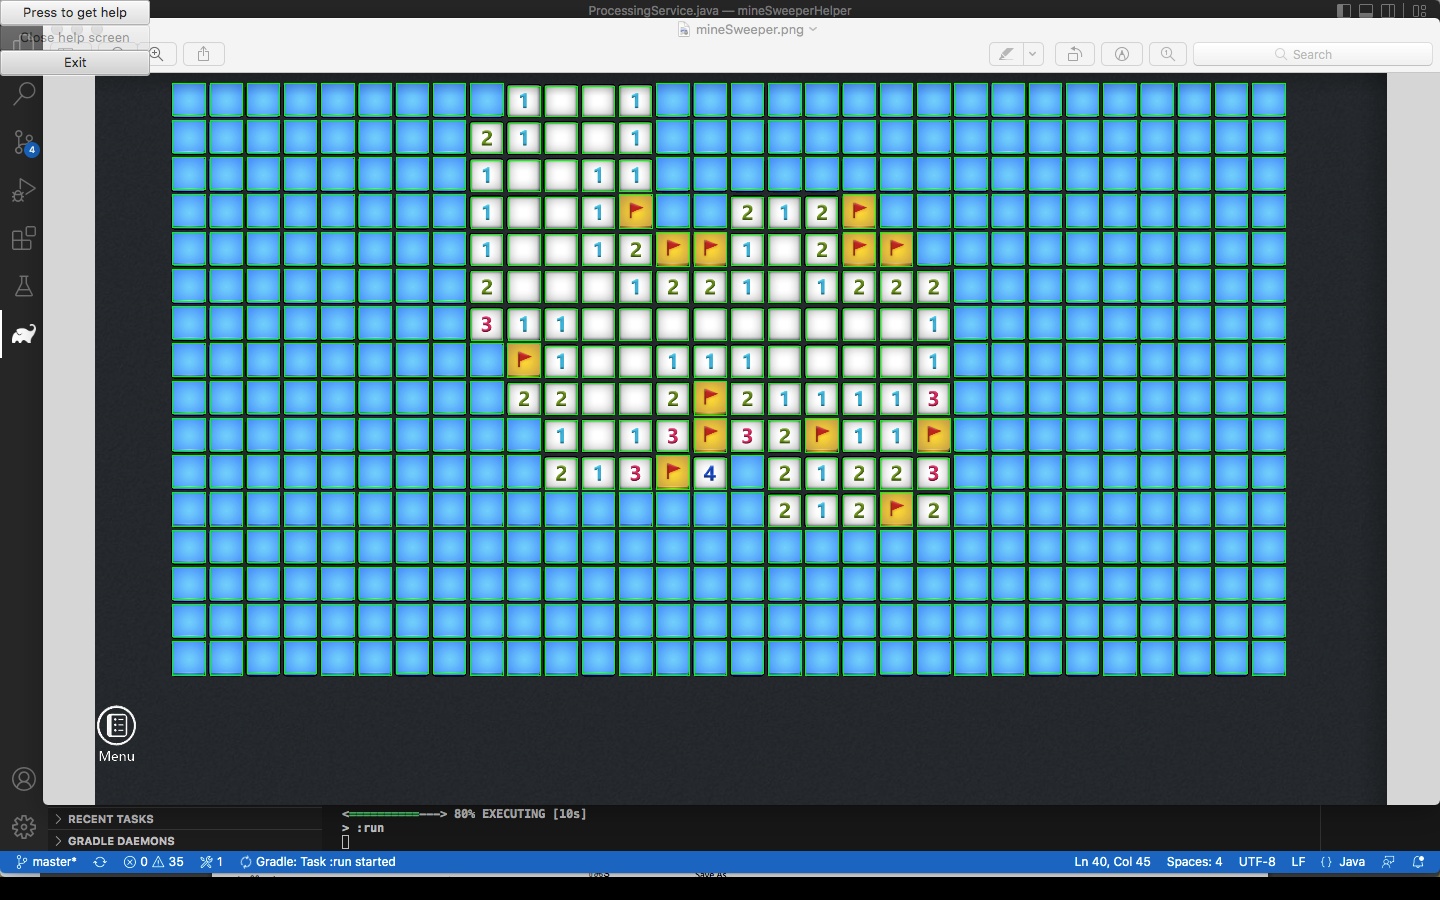 Press to get help
ProcessingService.java — mineSweeperHelper
Close help screen
mineSweeper.png
Exit
Search
1 1
2 1 1
1 1 1
1 1 2 1 2
4
1 1 2 1 2
2 1 2 2 1 1 2 2 2
3 1 1 1
1 1 1 1 1
2 2 2 2 1 1 1 1 3
1 1 3 3 2 1 1
2 1 3 4 2 1 2 2 3
2 1 2 2
Menu
<==========---> 80% EXECUTING [10s]
RECENT TASKS
> :run
GRADLE DAEMONS
master* 0 35 1 Gradle: Task :run started Ln 40, Col 45 Spaces: 4 UTF-8 LF {} Java
Save As